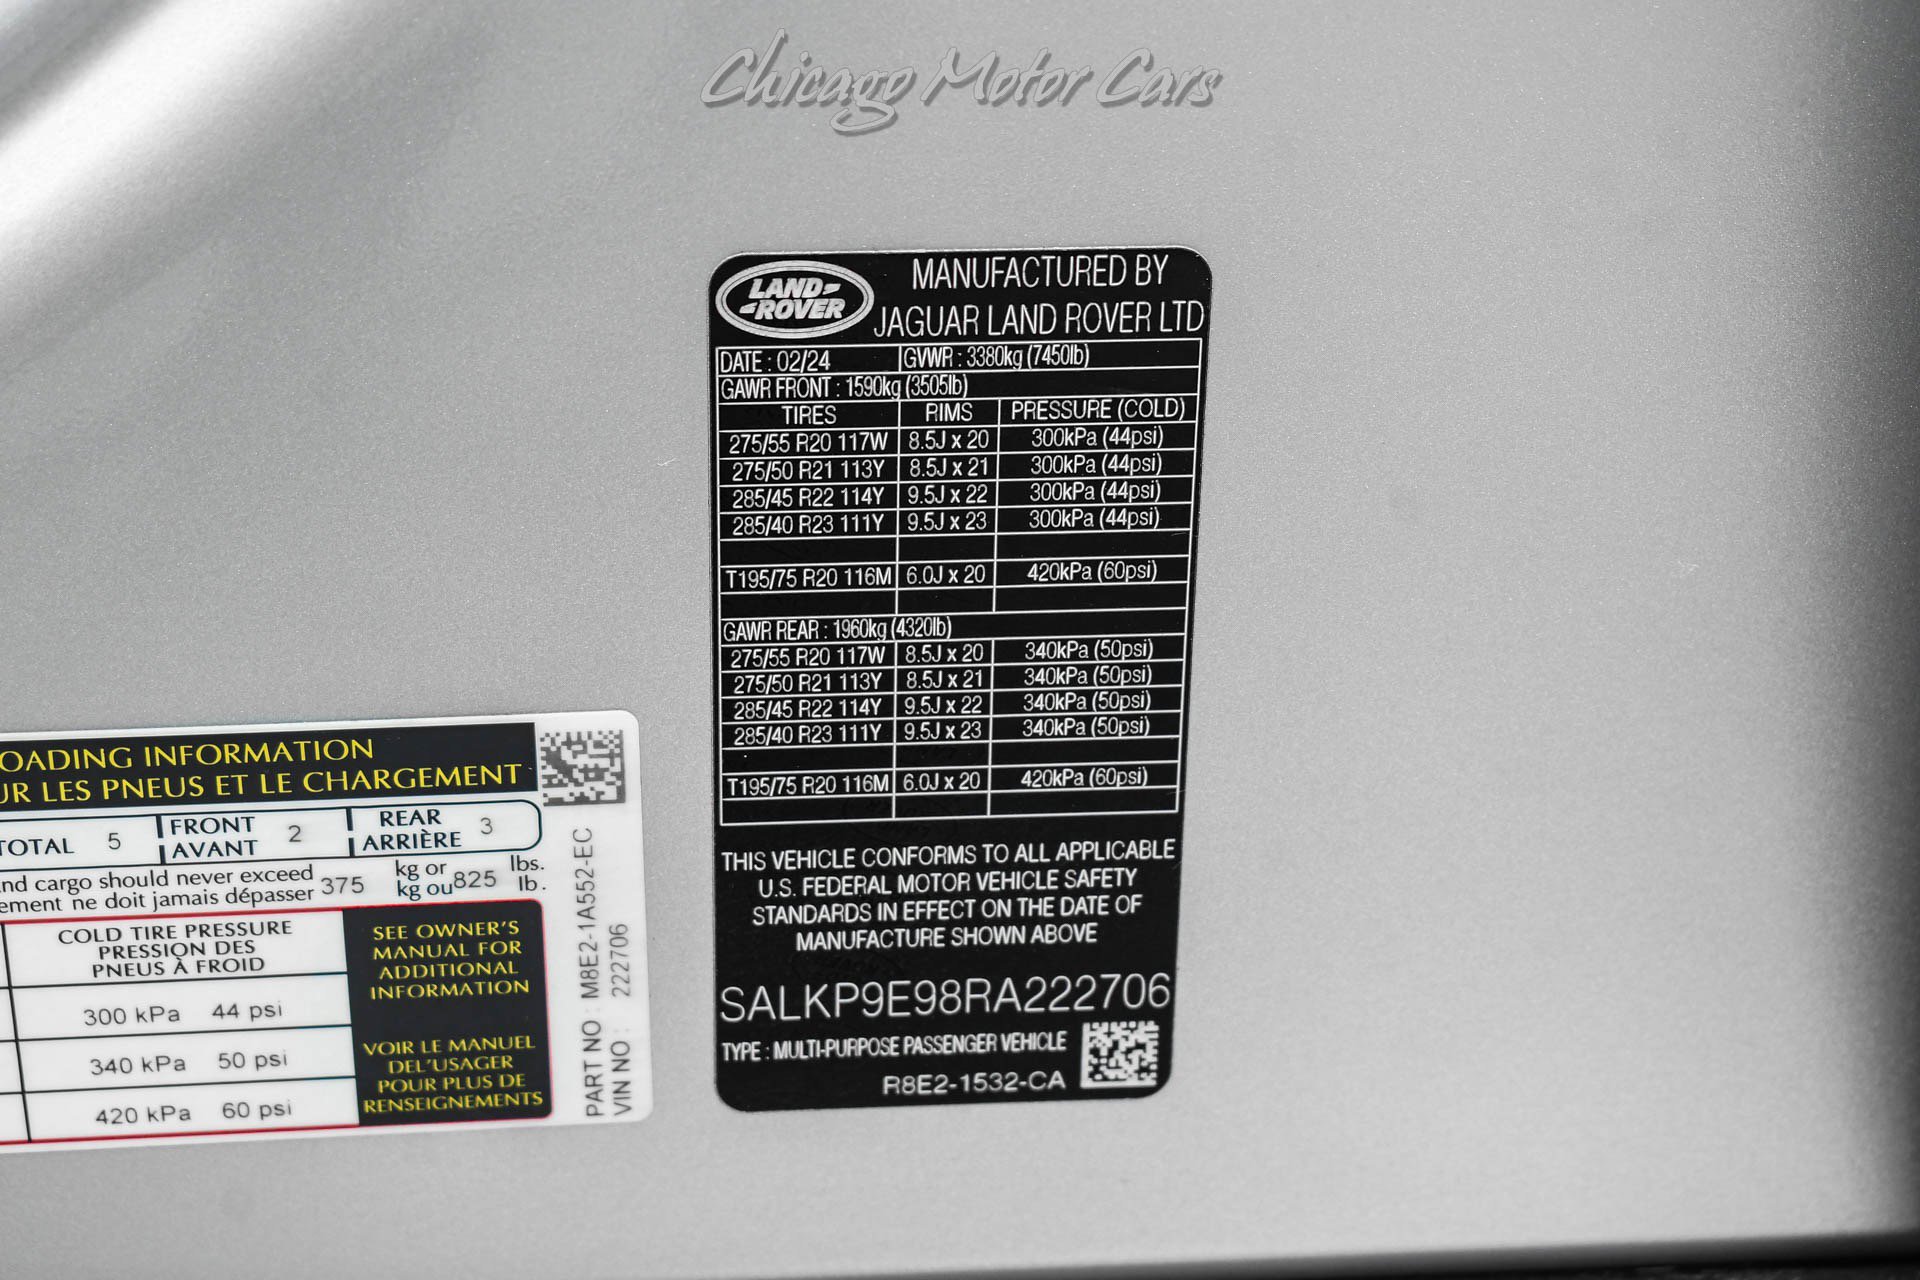 Chicago Motor Cars
LAND ROVER
MANUFACTURED BY
JAGUAR LAND ROVER LTD
DATE : 02/24 GVWR : 3380kg (7450lb)
GAWR FRONT : 1590kg (3505lb)
TIRES RIMS PRESSURE (COLD)
275/55 R20 117W 8.5J x 20 300kPa (44psi)
275/50 R21 113Y 8.5J x 21 300kPa (44psi)
285/45 R22 114Y 9.5J x 22 300kPa (44psi)
285/40 R23 111Y 9.5J x 23 300kPa (44psi)
T195/75 R20 116M 6.0J x 20 420kPa (60psi)
GAWR REAR : 1960kg (4320lb)
275/55 R20 117W 8.5J x 20 340kPa (50psi)
275/50 R21 113Y 8.5J x 21 340kPa (50psi)
285/45 R22 114Y 9.5J x 22 340kPa (50psi)
285/40 R23 111Y 9.5J x 23 340kPa (50psi)
T195/75 R20 116M 6.0J x 20 420kPa (60psi)
THIS VEHICLE CONFORMS TO ALL APPLICABLE
U.S. FEDERAL MOTOR VEHICLE SAFETY
STANDARDS IN EFFECT ON THE DATE OF
MANUFACTURE SHOWN ABOVE
SALKP9E98RA222706
TYPE : MULTI-PURPOSE PASSENGER VEHICLE
R8E2-1532-CA
OADING INFORMATION
UR LES PNEUS ET LE CHARGEMENT
TOTAL 5 FRONT AVANT 2 REAR ARRIÈRE 3
nd cargo should never exceed 375 kg or 825 lbs.
ement ne doit jamais dépasser kg ou lb.
COLD TIRE PRESSURE
PRESSION DES
PNEUS À FROID
300 kPa 44 psi
340 kPa 50 psi
420 kPa 60 psi
SEE OWNER'S
MANUAL FOR
ADDITIONAL
INFORMATION
VOIR LE MANUEL
DEL'USAGER
POUR PLUS DE
RENSEIGNEMENTS
PART NO : M8E2-1A552-EC
VIN NO : 222706